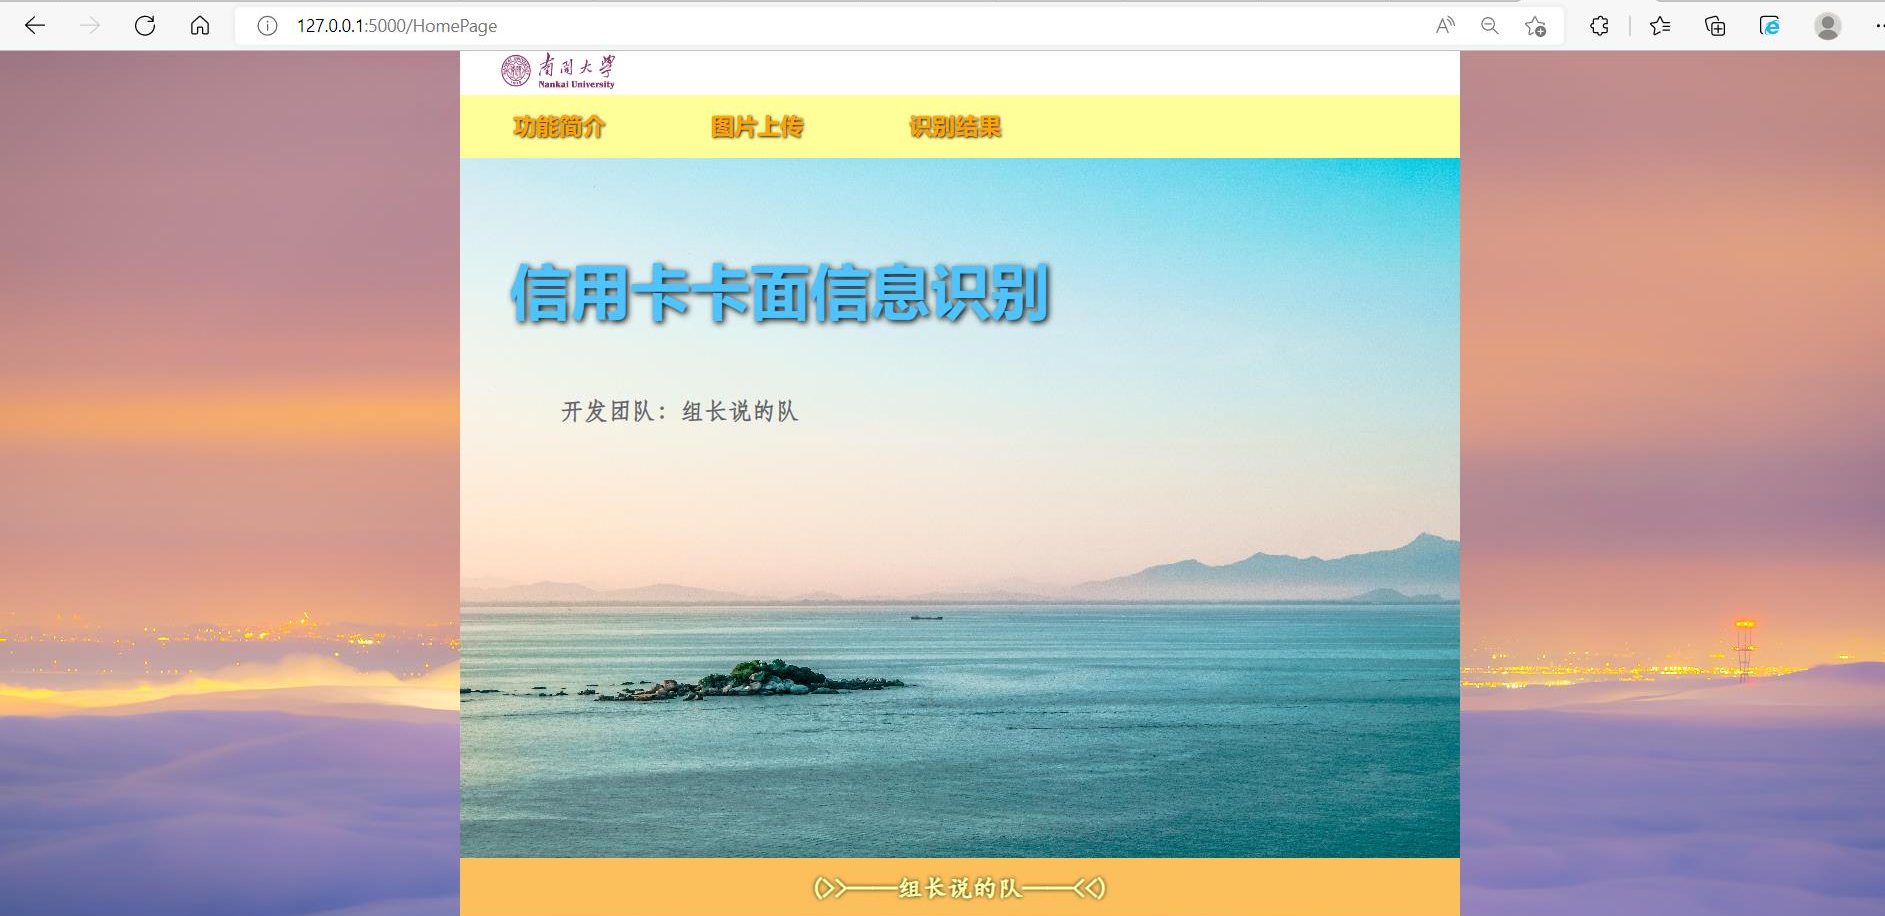 127.0.0.1:5000/HomePage
南開大學
Nankai University
功能简介 图片上传 识别结果
信用卡卡面信息识别
开发团队：组长说的队
(>>——组长说的队——<<)